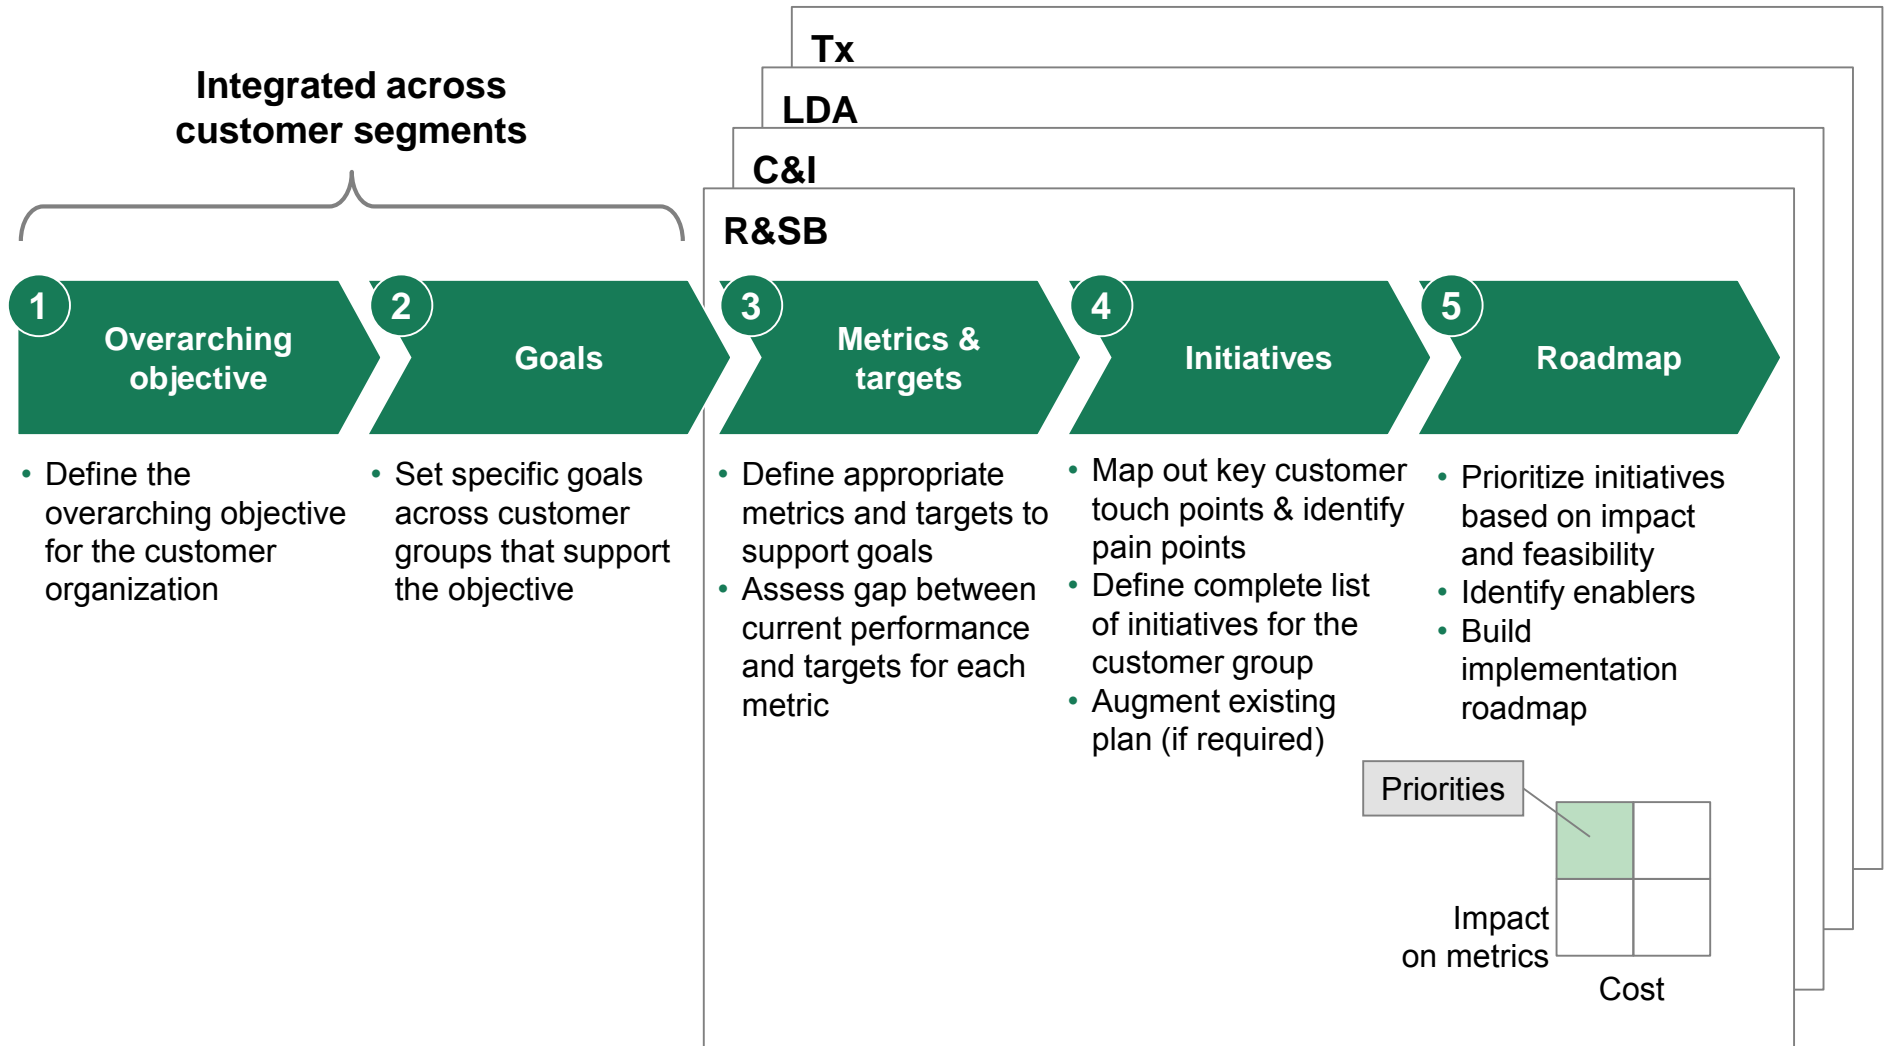 Integrated across
customer segments
Tx
LDA
C&I
R&SB
1
Overarching
objective
2
Goals
3
Metrics &
targets
4
Initiatives
5
Roadmap
• Define the
overarching objective
for the customer
organization
• Set specific goals
across customer
groups that support
the objective
• Define appropriate
metrics and targets to
support goals
• Assess gap between
current performance
and targets for each
metric
• Map out key customer
touch points & identify
pain points
• Define complete list
of initiatives for the
customer group
• Augment existing
plan (if required)
• Prioritize initiatives
based on impact
and feasibility
• Identify enablers
• Build
implementation
roadmap
Priorities
Impact
on metrics
Cost